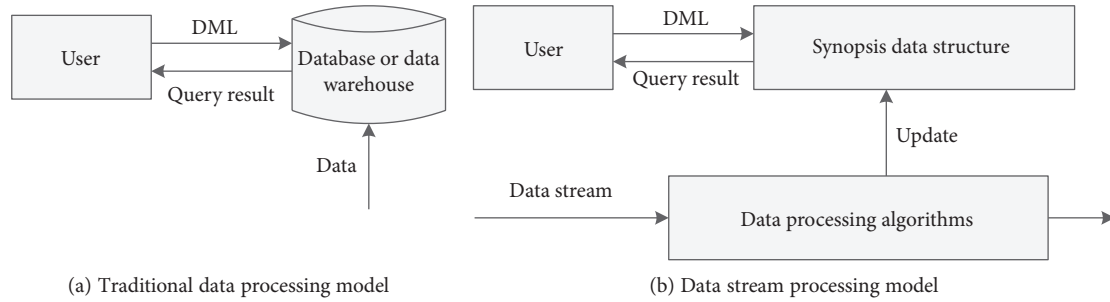 User
DML
Query result
Database or data
warehouse
Data
(a) Traditional data processing model
User
DML
Query result
Synopsis data structure
Update
Data stream
Data processing algorithms
(b) Data stream processing model